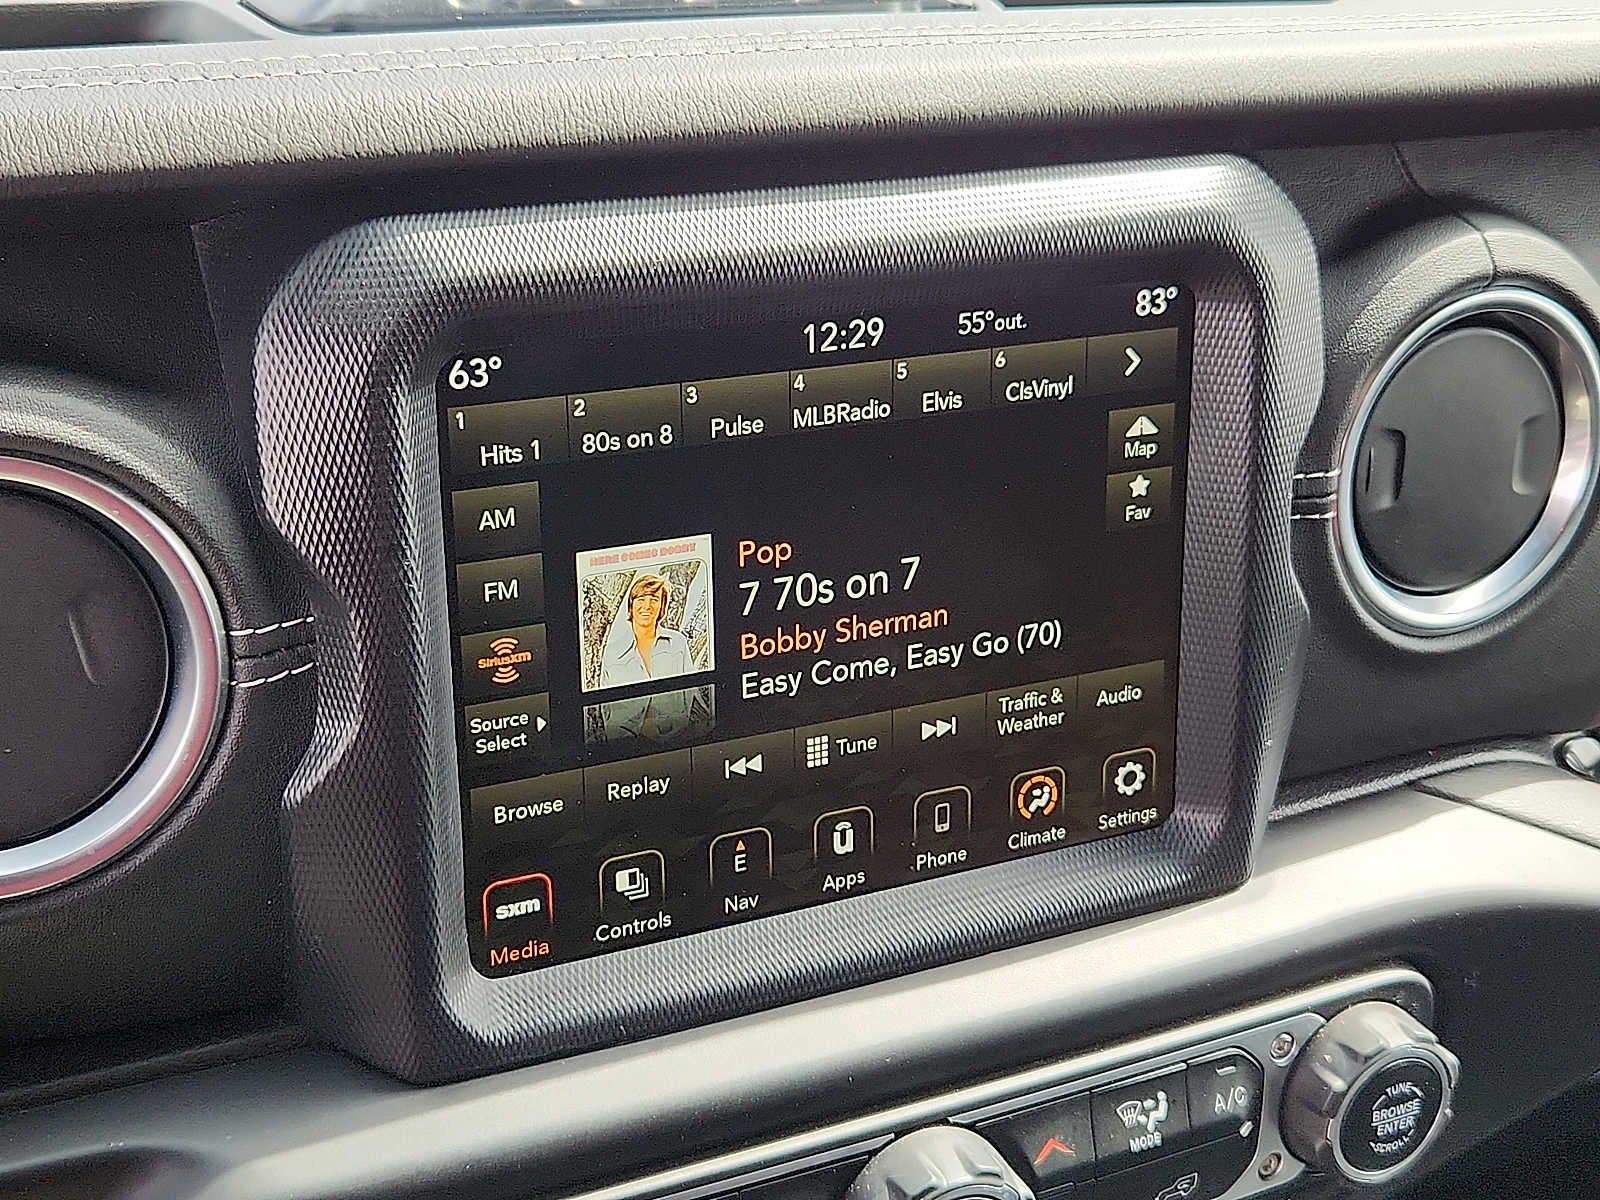 63° 12:29 55°out. 83°
1 Hits 1
2 80s on 8
3 Pulse
4 MLBRadio
5 Elvis
6 ClsVinyl
Map
Fav
AM
FM
SiriusXM
Source
Select
HERE COMES BOBBY
Pop
7 70s on 7
Bobby Sherman
Easy Come, Easy Go (70)
Browse
Replay
Tune
Traffic &
Weather
Audio
sxm
Media
Controls
E
Nav
Apps
Phone
Climate
Settings
MODE
A/C
TUNE
BROWSE
ENTER
SCROLL